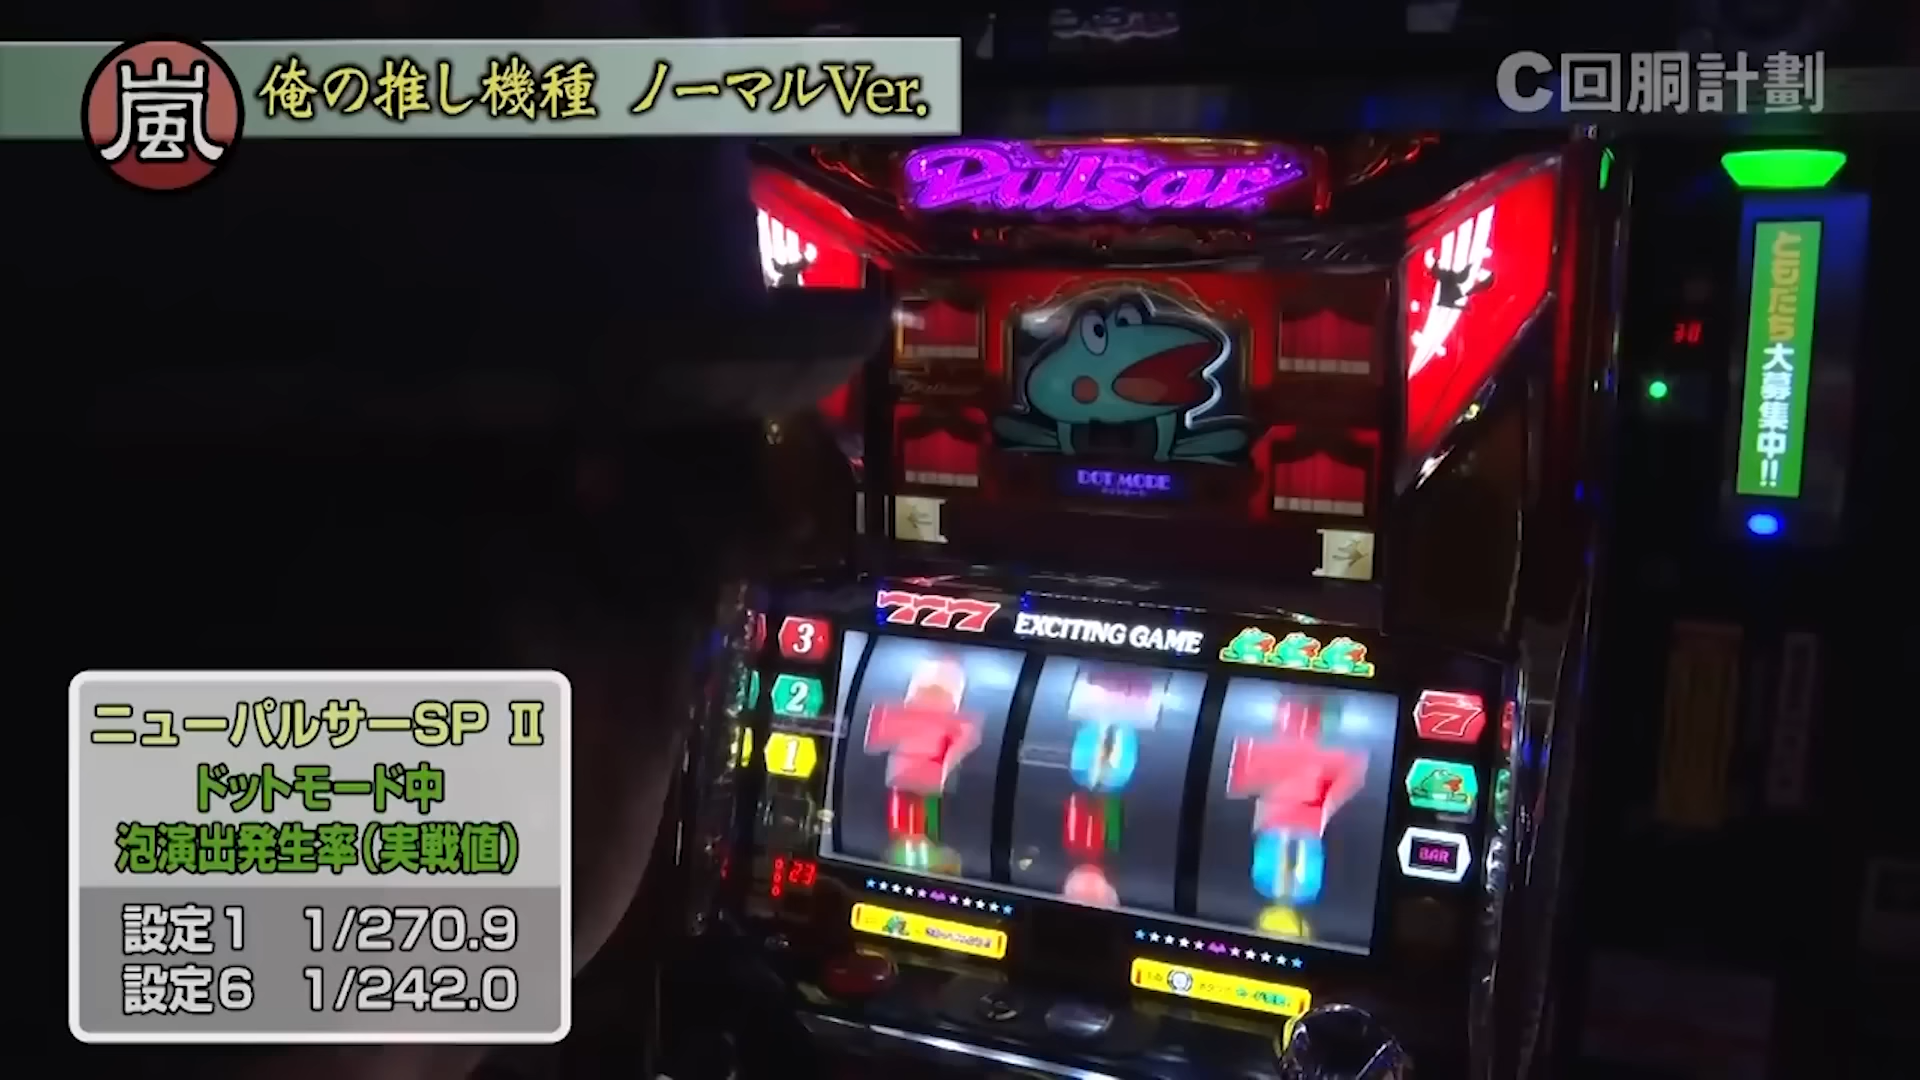 嵐
俺の推し機種 ノーマルVer.
C回胴計劃
Pulsar
ともだち大募集中!!
DOT MODE
777 EXCITING GAME
3
2
1
7
BAR
23
ニューパルサーSP Ⅱ
ドットモード中
泡演出発生率(実戦値)
設定1 1/270.9
設定6 1/242.0